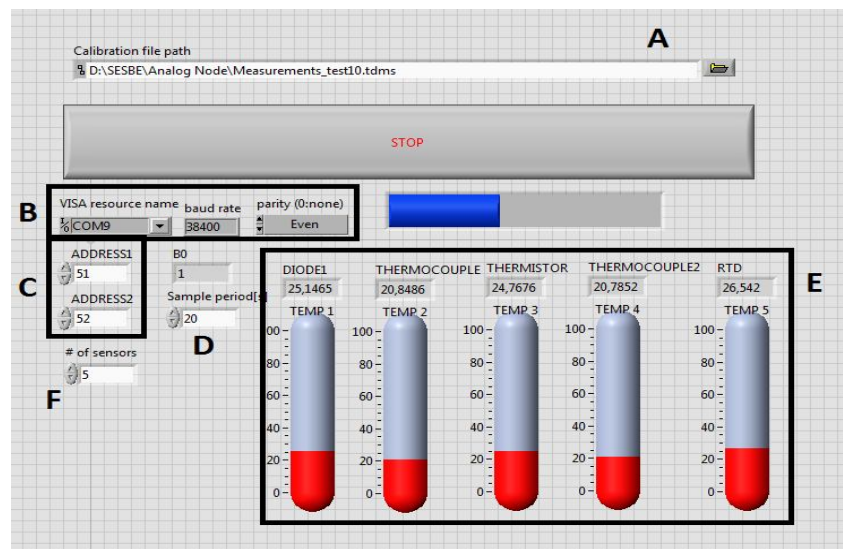 A
Calibration file path
D:\SESBE\Analog Node\Measurements_test10.tdms
STOP
B
VISA resource name baud rate parity (0:none)
COM9 38400 Even
C
ADDRESS1 B0
51 1
ADDRESS2 Sample period[s]
52 20
D
# of sensors
5
F
E
DIODE1 THERMOCOUPLE THERMISTOR THERMOCOUPLE2 RTD
25,1465 20,8486 24,7676 20,7852 26,542
TEMP 1 TEMP 2 TEMP 3 TEMP 4 TEMP 5
00 100 100 100 100
80 80 80 80 80
60 60 60 60 60
40 40 40 40 40
20 20 20 20 20
0 0 0 0 0